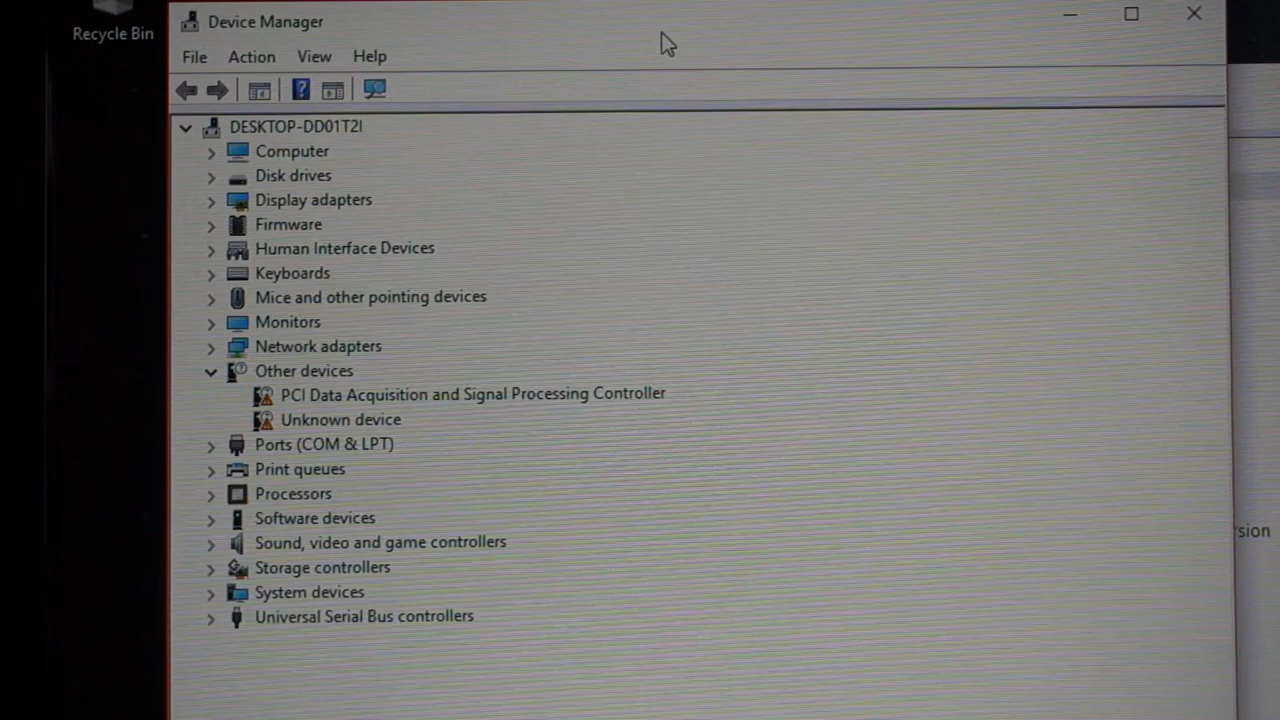 Recycle Bin
Device Manager
File Action View Help
DESKTOP-DD01T2I
Computer
Disk drives
Display adapters
Firmware
Human Interface Devices
Keyboards
Mice and other pointing devices
Monitors
Network adapters
Other devices
PCI Data Acquisition and Signal Processing Controller
Unknown device
Ports (COM & LPT)
Print queues
Processors
Software devices
Sound, video and game controllers
Storage controllers
System devices
Universal Serial Bus controllers
sion